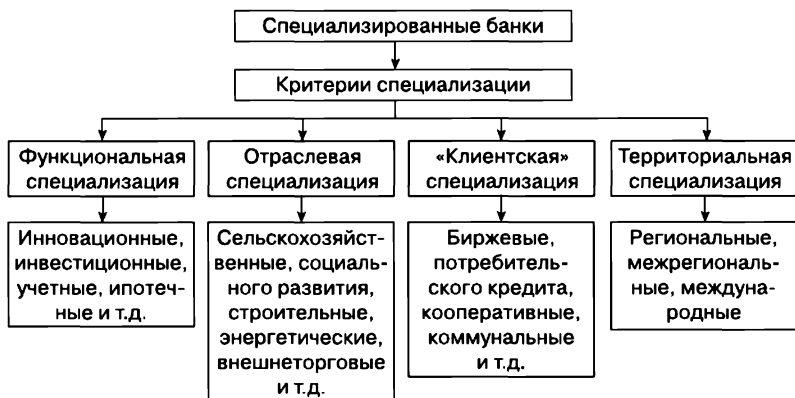 Специализированные банки
Критерии специализации
Функциональная
специализация
Отраслевая
специализация
«Клиентская»
специализация
Территориальная
специализация
Инновационные,
инвестиционные,
учетные, ипотеч-
ные и т.д.
Сельскохозяйст-
венные, социаль-
ного развития,
строительные,
энергетические,
внешнеторговые
и т.д.
Биржевые,
потребитель-
ского кредита,
кооперативные,
коммунальные
и т.д.
Региональные,
межрегиональ-
ные, междуна-
родные